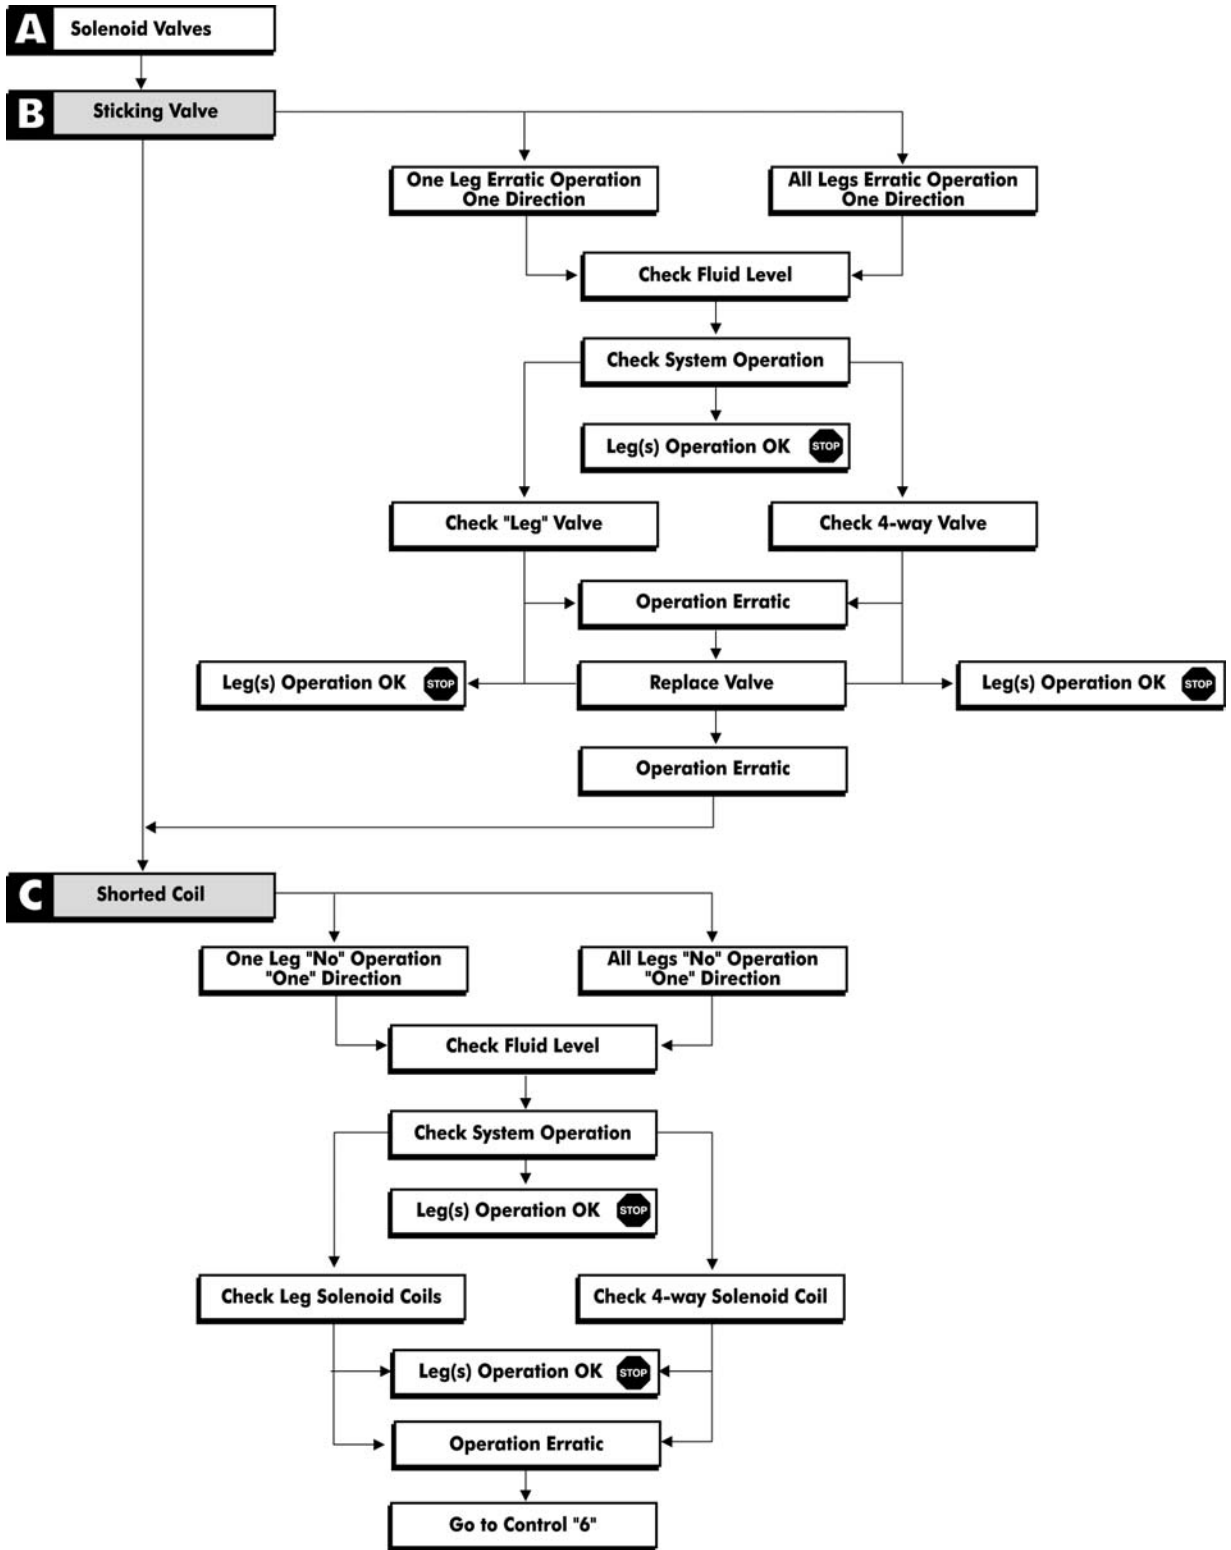 A Solenoid Valves
B Sticking Valve
One Leg Erratic Operation
One Direction
All Legs Erratic Operation
One Direction
Check Fluid Level
Check System Operation
Leg(s) Operation OK STOP
Check "Leg" Valve
Check 4-way Valve
Operation Erratic
Leg(s) Operation OK STOP
Replace Valve
Leg(s) Operation OK STOP
Operation Erratic
C Shorted Coil
One Leg "No" Operation
"One" Direction
All Legs "No" Operation
"One" Direction
Check Fluid Level
Check System Operation
Leg(s) Operation OK STOP
Check Leg Solenoid Coils
Check 4-way Solenoid Coil
Leg(s) Operation OK STOP
Operation Erratic
Go to Control "6"